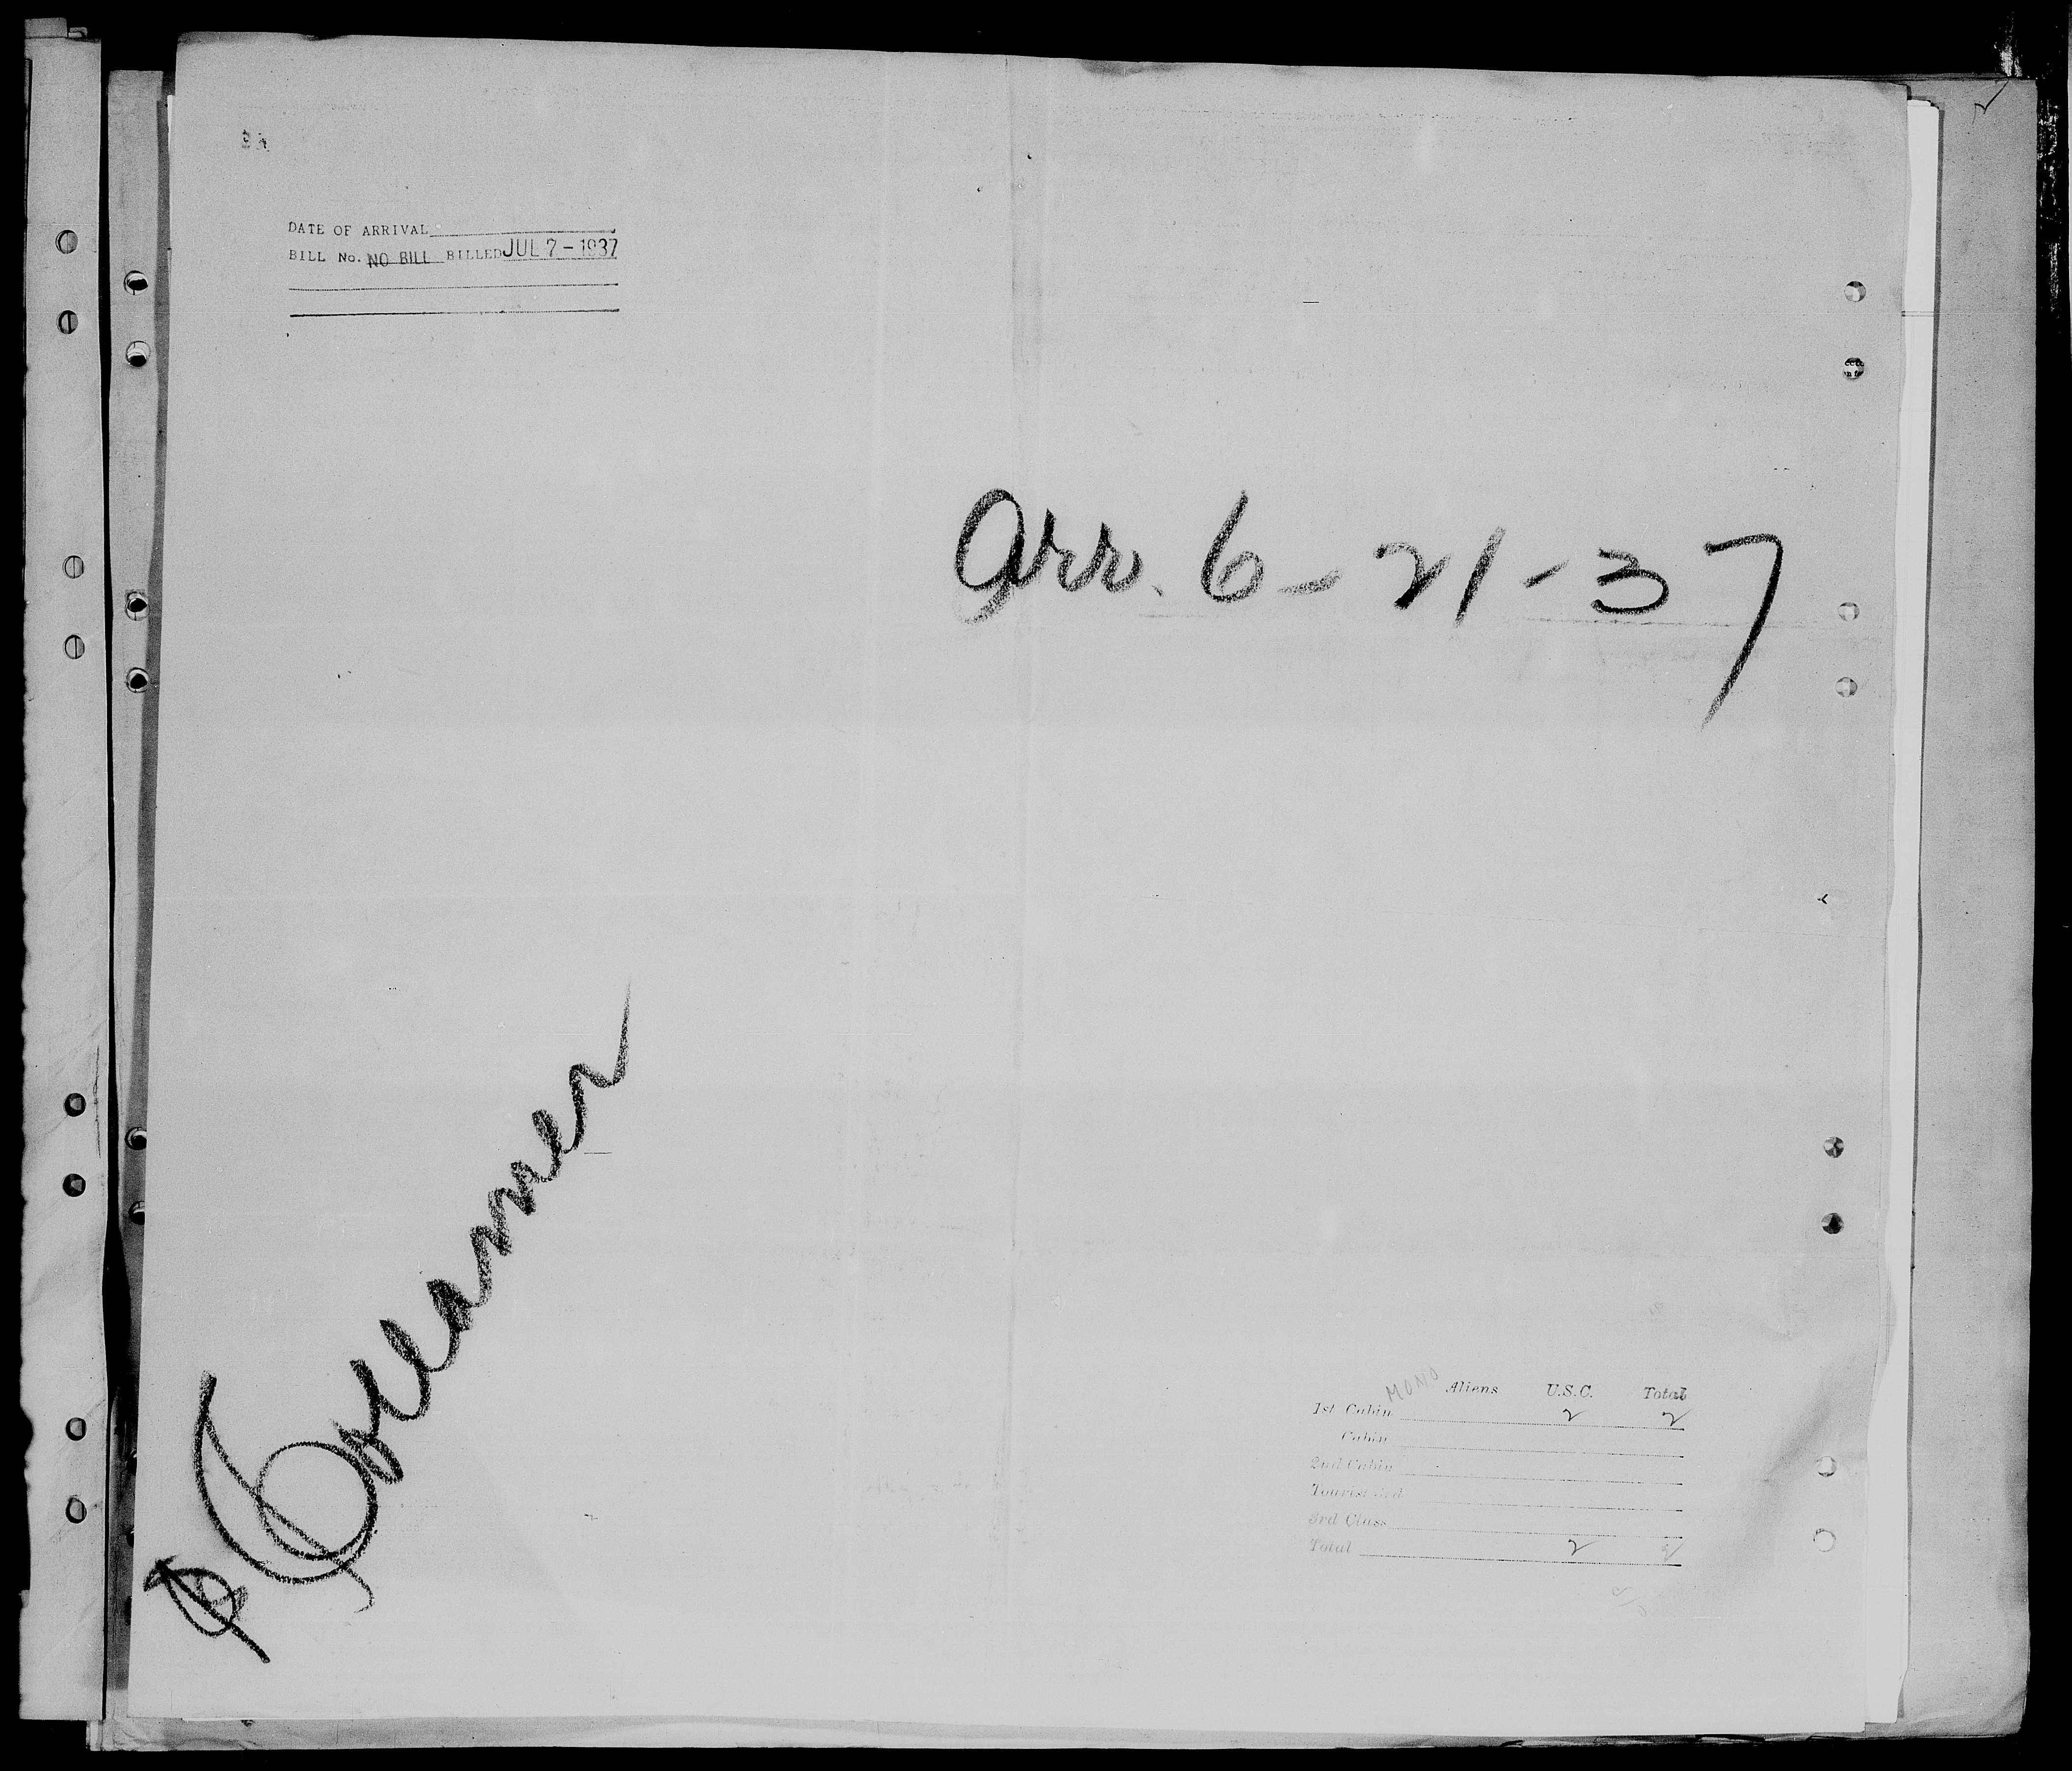 DATE OF ARRIVAL
BILL No. NO BILL BILLED JUL 7 - 1937
Arr. 6-21-37
MONO
Aliens U.S.C. Total
1st Cabin 2 2
Cabin
2nd Cabin
Tourist 3rd
3rd Class
Total 2 2